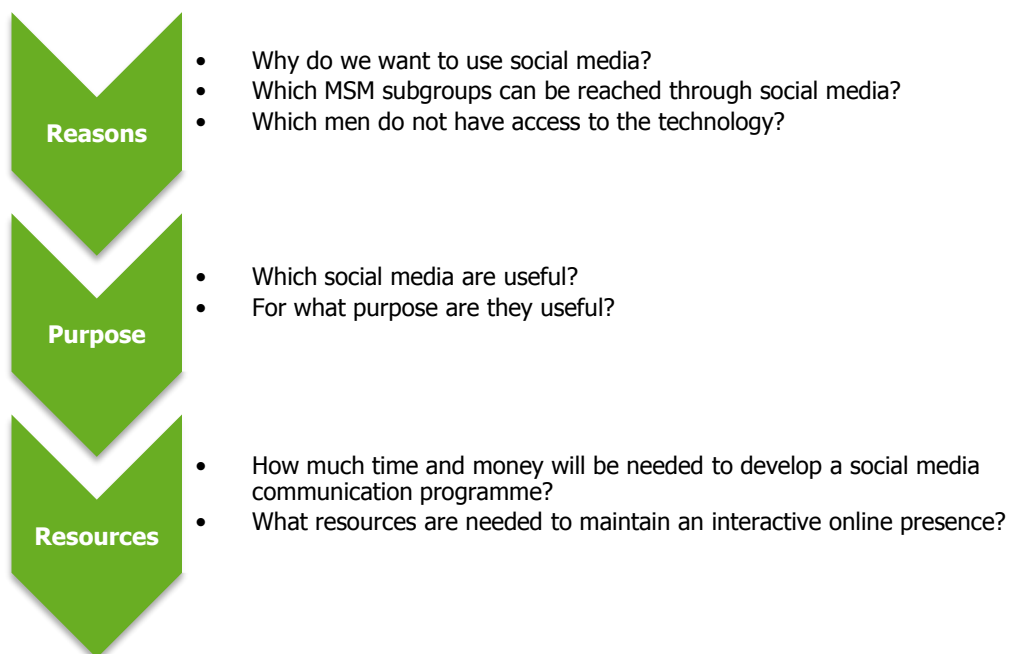 Reasons
• Why do we want to use social media?
• Which MSM subgroups can be reached through social media?
• Which men do not have access to the technology?
Purpose
• Which social media are useful?
• For what purpose are they useful?
Resources
• How much time and money will be needed to develop a social media
communication programme?
• What resources are needed to maintain an interactive online presence?